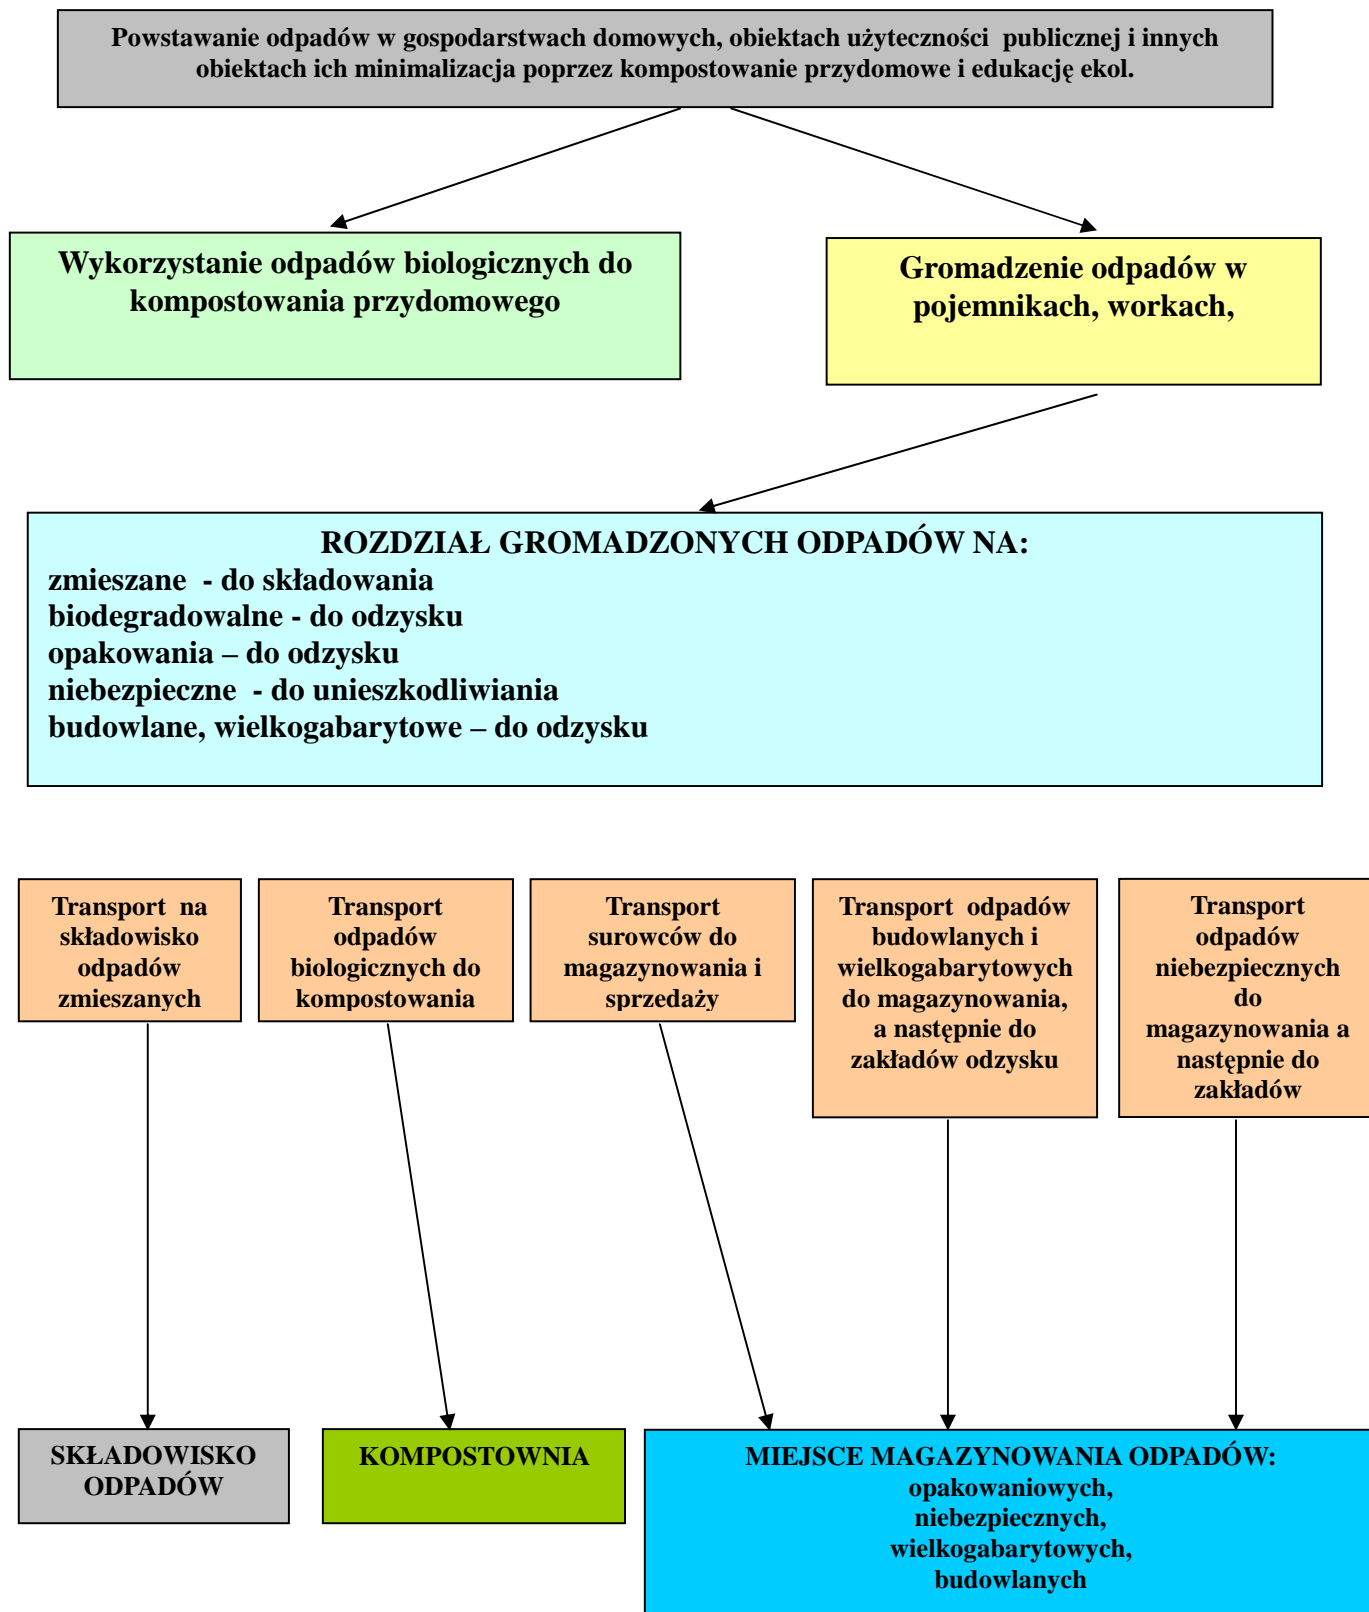 Powstawanie odpadów w gospodarstwach domowych, obiektach użyteczności publicznej i innych
obiektach ich minimalizacja poprzez kompostowanie przydomowe i edukację ekol.
Wykorzystanie odpadów biologicznych do
kompostowania przydomowego
Gromadzenie odpadów w
pojemnikach, workach,
ROZDZIAŁ GROMADZONYCH ODPADÓW NA:
zmieszane - do składowania
biodegradowalne - do odzysku
opakowania – do odzysku
niebezpieczne - do unieszkodliwiania
budowlane, wielkogabarytowe – do odzysku
Transport na
składowisko
odpadów
zmieszanych
Transport
odpadów
biologicznych do
kompostowania
Transport
surowców do
magazynowania i
sprzedaży
Transport odpadów
budowlanych i
wielkogabarytowych
do magazynowania,
a następnie do
zakładów odzysku
Transport
odpadów
niebezpiecznych
do
magazynowania a
następnie do
zakładów
SKŁADOWISKO
ODPADÓW
KOMPOSTOWNIA
MIEJSCE MAGAZYNOWANIA ODPADÓW:
opakowaniowych,
niebezpiecznych,
wielkogabarytowych,
budowlanych